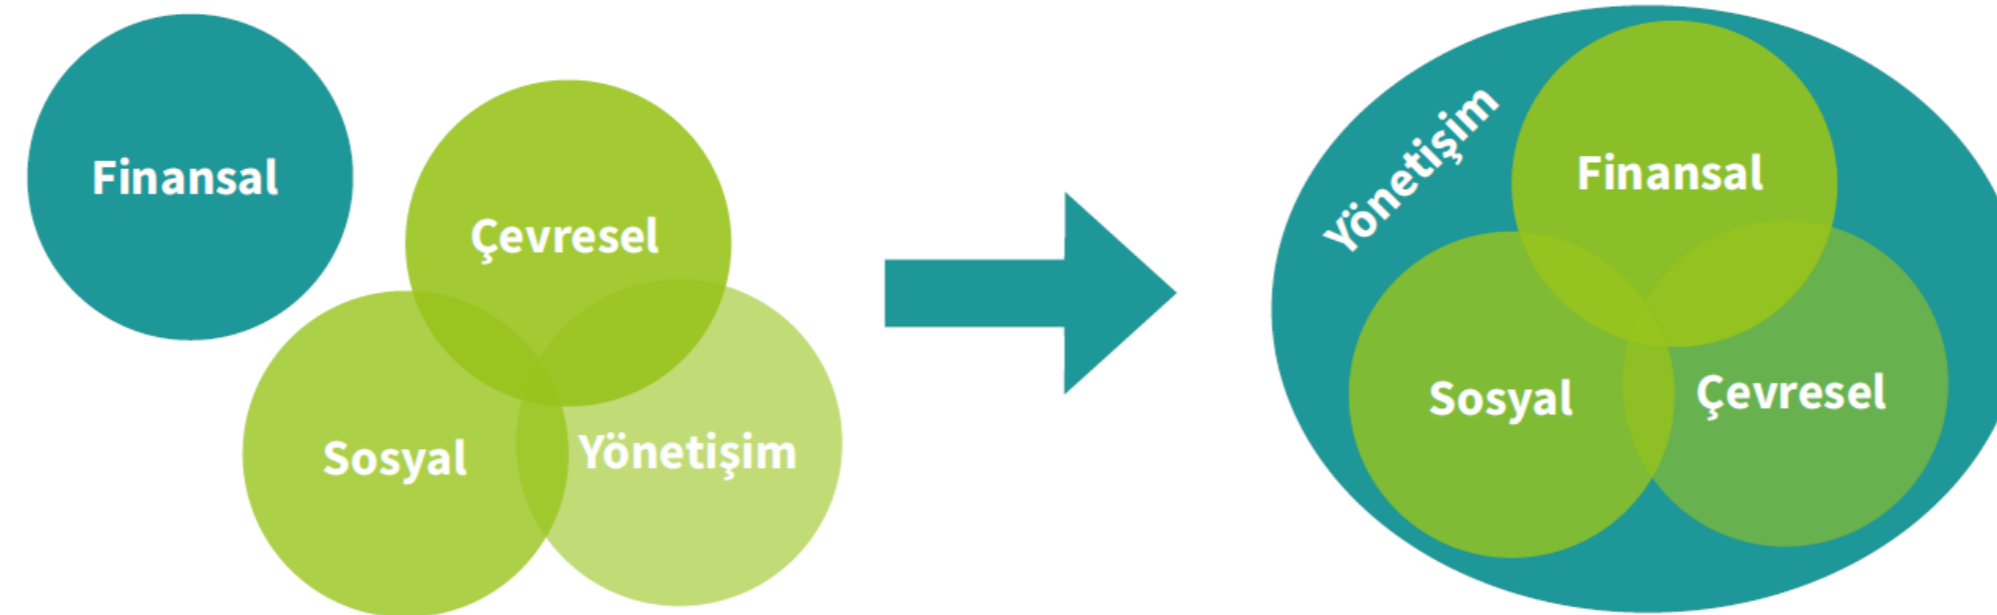 Finansal
Çevresel
Sosyal
Yönetişim
Yönetişim
Finansal
Sosyal
Çevresel